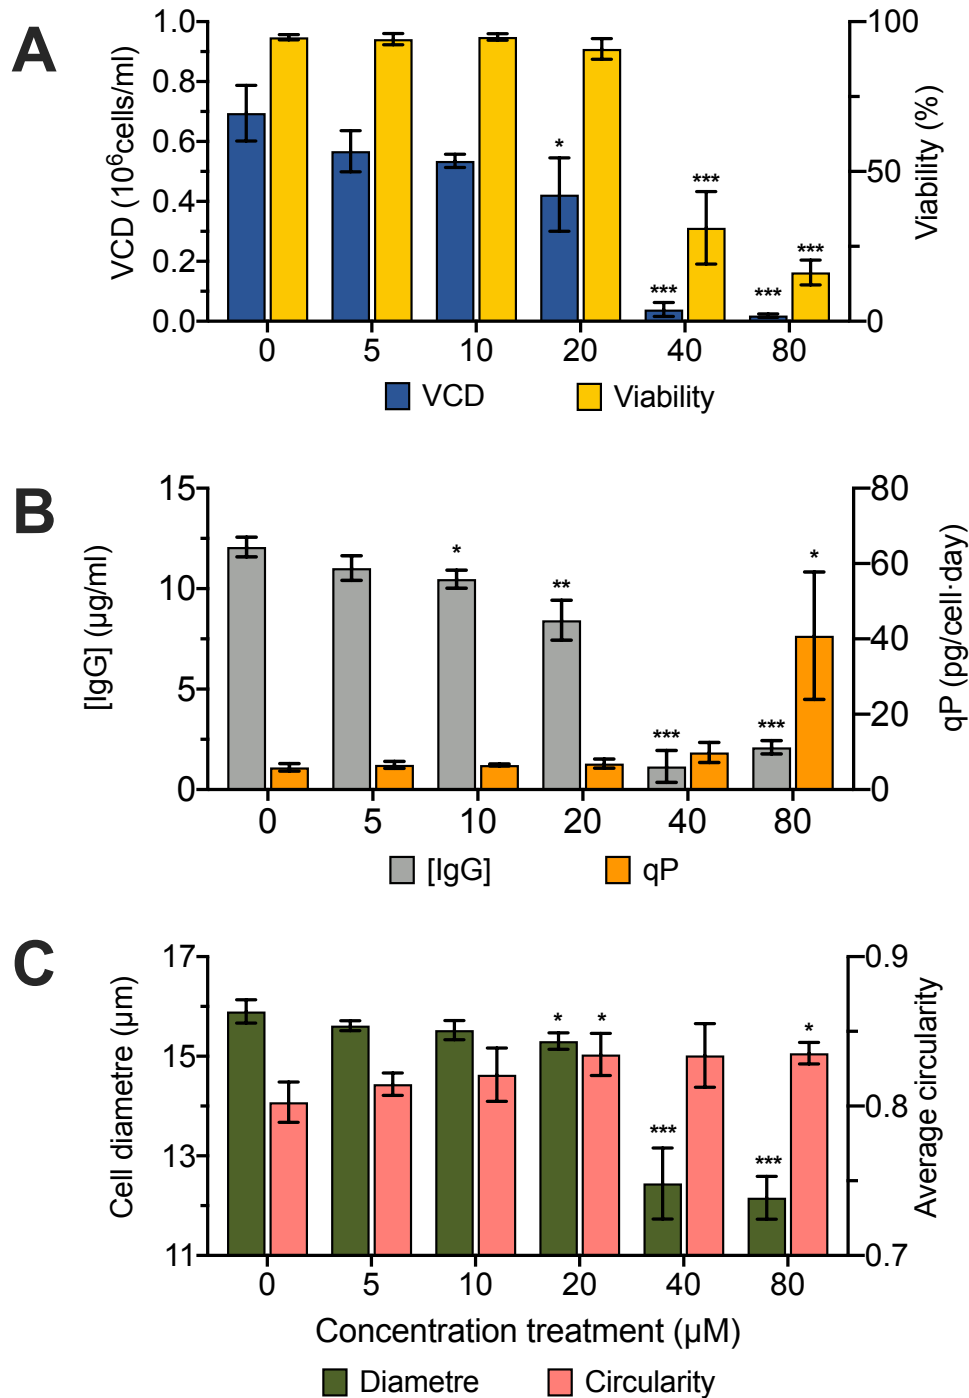 A
VCD (10⁶cells/ml)
1.0
0.8
0.6
0.4
0.2
0.0
*
***
***
***
***
100
50
0
Viability (%)
0 5 10 20 40 80
VCD Viability
B
[IgG] (µg/ml)
15
10
5
0
*
**
***
***
*
80
60
40
20
0
qP (pg/cell·day)
0 5 10 20 40 80
[IgG] qP
C
Cell diametre (µm)
17
15
13
11
*
*
***
***
*
0.9
0.8
0.7
Average circularity
0 5 10 20 40 80
Concentration treatment (µM)
Diametre Circularity